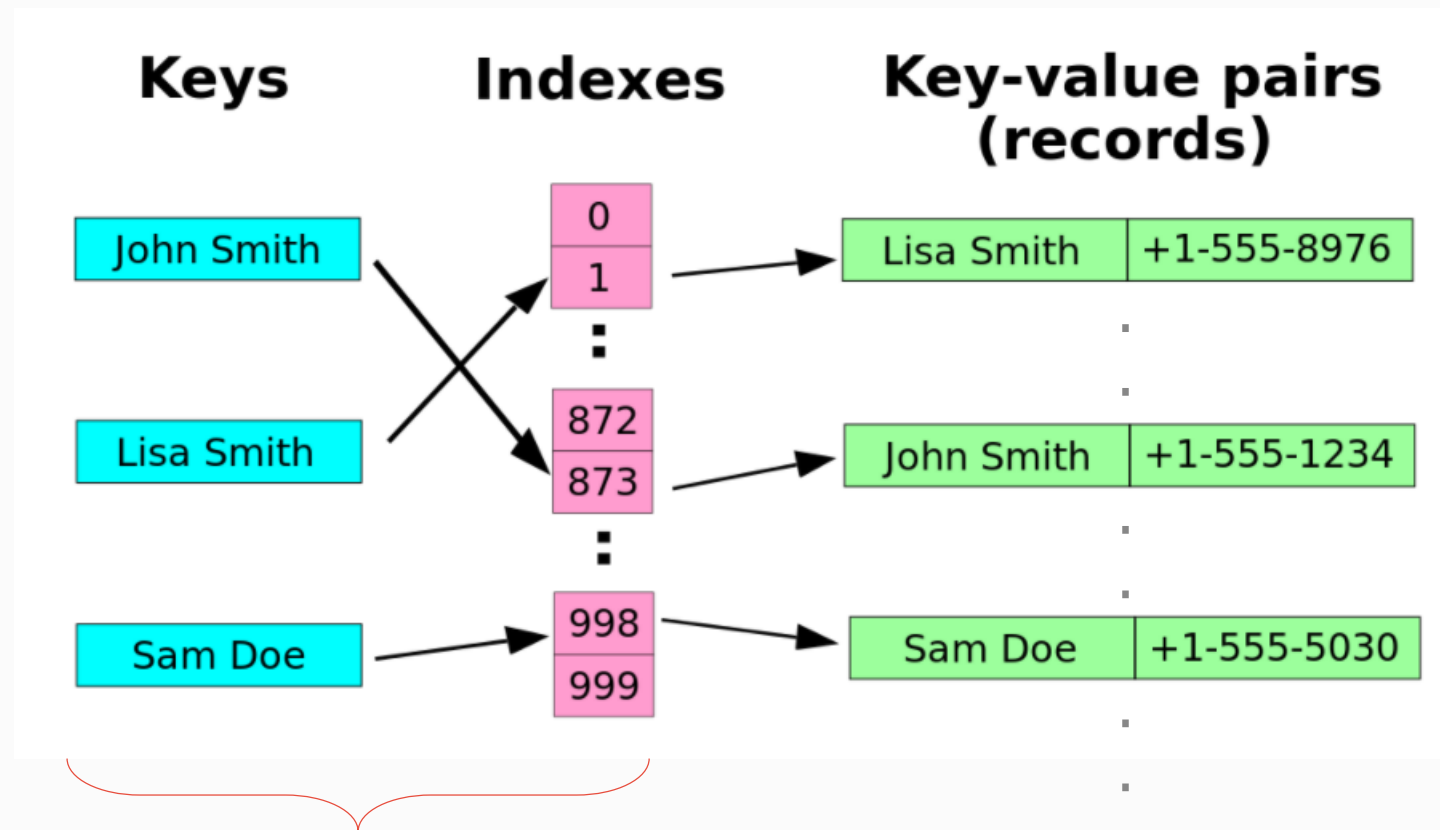 Keys
Indexes
Key-value pairs
(records)
John Smith
0
1
Lisa Smith
+1-555-8976
:
Lisa Smith
872
873
John Smith
+1-555-1234
:
Sam Doe
998
999
Sam Doe
+1-555-5030